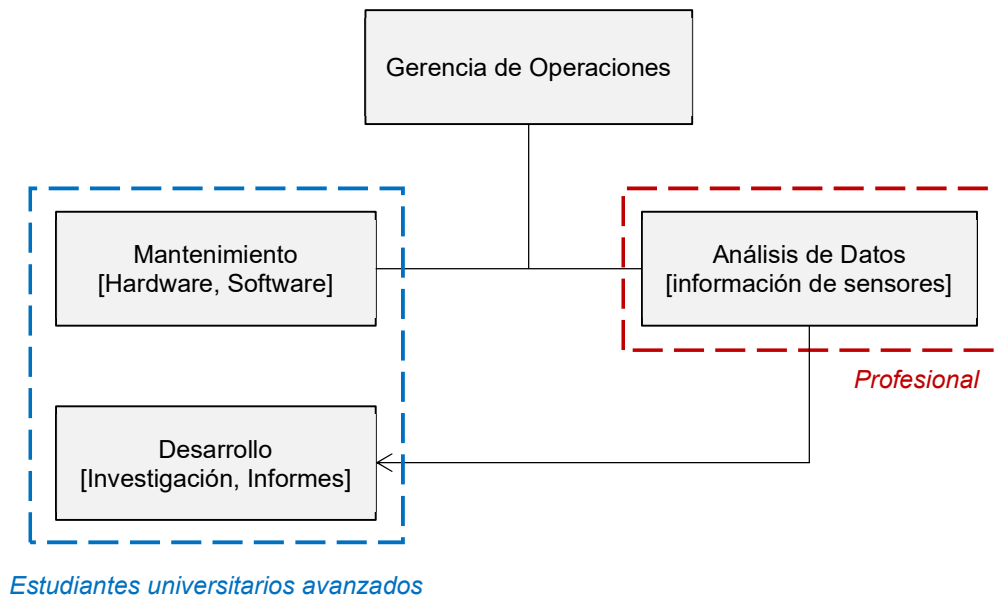 Gerencia de Operaciones
Mantenimiento
[Hardware, Software]
Análisis de Datos
[información de sensores]
Profesional
Desarrollo
[Investigación, Informes]
Estudiantes universitarios avanzados